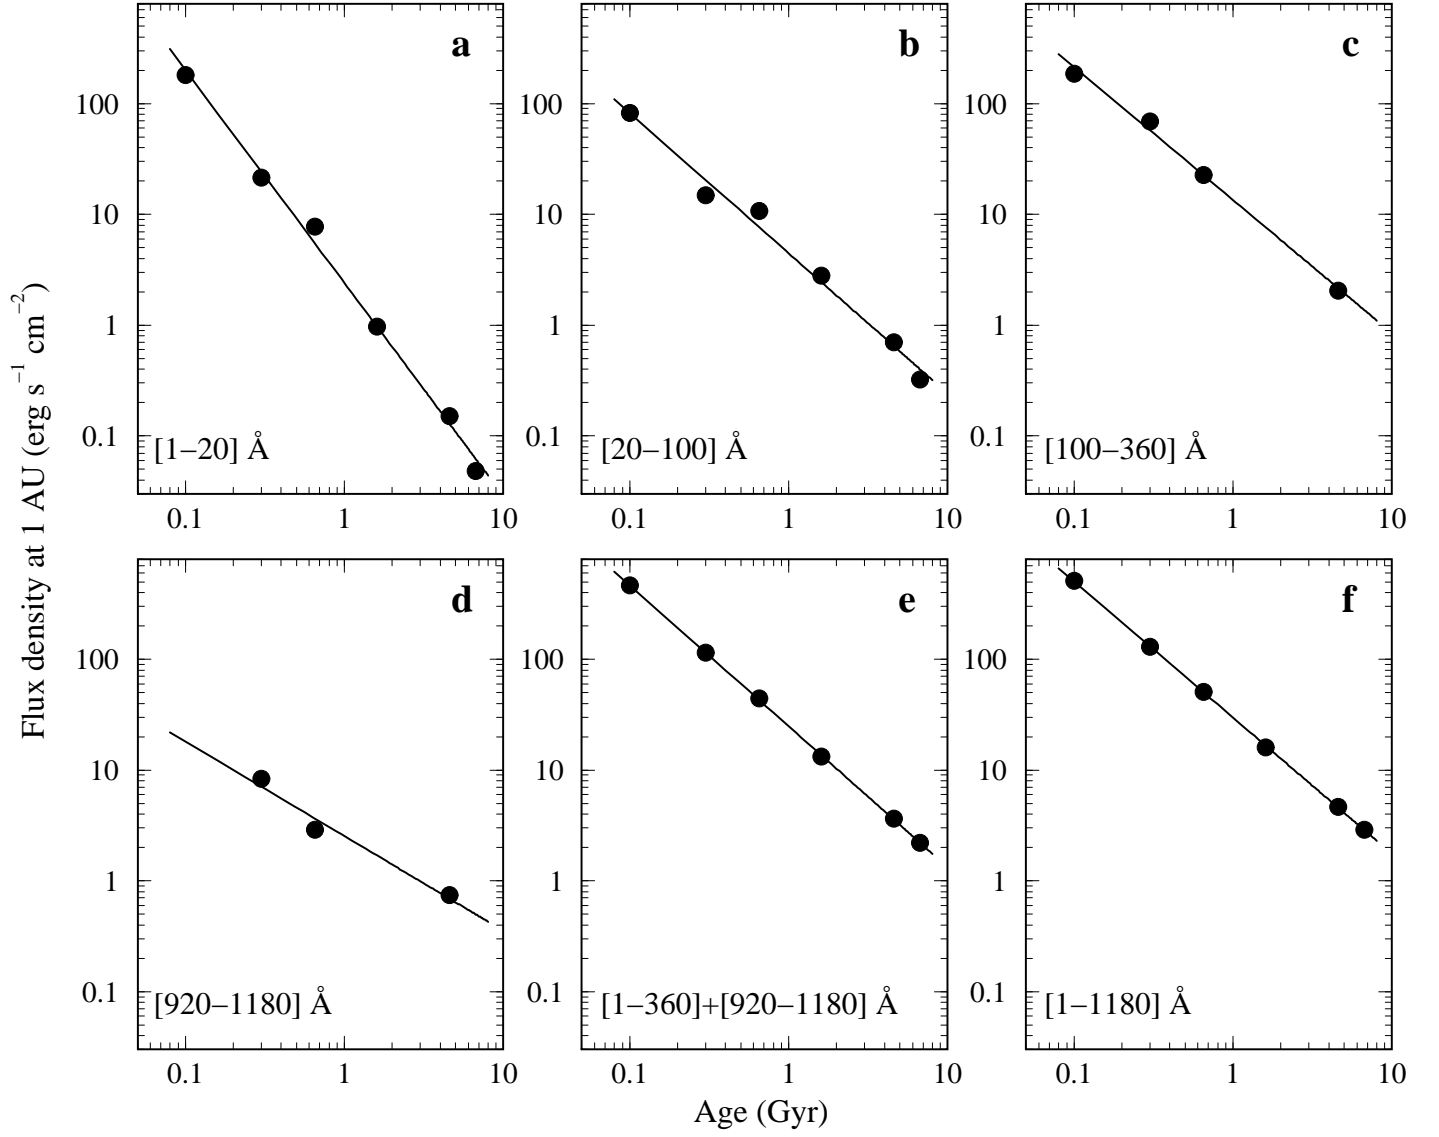 a
b
c
100
100
100
10
10
10
1
1
1
0.1
0.1
0.1
[1−20] Å
[20−100] Å
[100−360] Å
0.1 1 10
0.1 1 10
0.1 1 10
Flux density at 1 AU (erg s−1 cm−2)
d
e
f
100
100
100
10
10
10
1
1
1
0.1
0.1
0.1
[920−1180] Å
[1−360]+[920−1180] Å
[1−1180] Å
0.1 1 10
0.1 1 10
0.1 1 10
Age (Gyr)